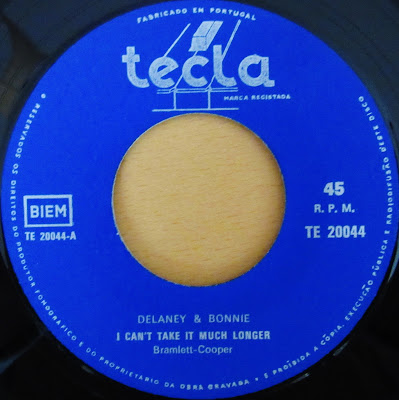 FABRICADO EM PORTUGAL
tecla
MARCA REGISTADA
BIEM
TE 20044-A
45
R. P. M.
TE 20044
DELANEY & BONNIE
I CAN'T TAKE IT MUCH LONGER
Bramlett-Cooper
• RESERVADOS OS DIREITOS DO PRODUTOR FONOGRÁFICO E DO PROPRIETÁRIO DA OBRA GRAVADA • É PROIBIDA A CÓPIA, EXECUÇÃO PÚBLICA E RADIODIFUSÃO DESTE DISCO